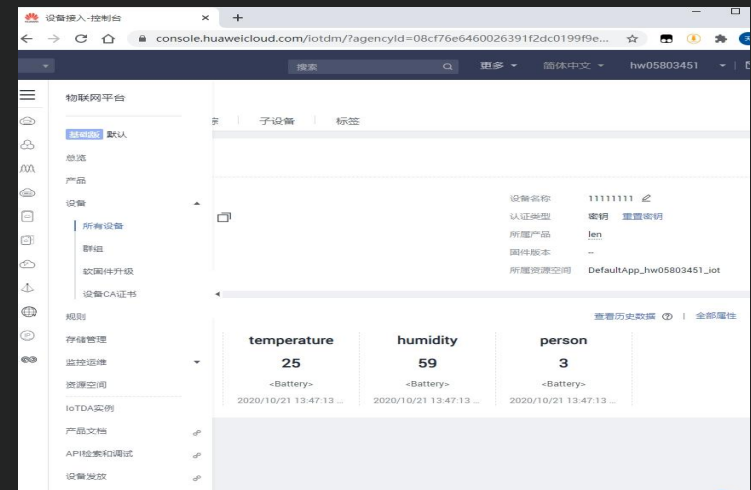 设备接入-控制台
console.huaweicloud.com/iotdm/?agencyId=08cf76e6460026391f2dc0199f9e...
搜索
更多
简体中文
hw05803451
物联网平台
基础版 默认
子设备
标签
总览
产品
设备
所有设备
群组
软固件升级
设备CA证书
规则
存储管理
监控运维
资源空间
IoTDA实例
产品文档
API检索和调试
设备发放
设备名称 11111111
认证类型 密钥 重置密钥
所属产品 len
固件版本 --
所属资源空间 DefaultApp_hw05803451_iot
查看历史数据 | 全部属性
temperature humidity person
25 59 3
<Battery> <Battery> <Battery>
2020/10/21 13:47:13 ... 2020/10/21 13:47:13 ... 2020/10/21 13:47:13 ...